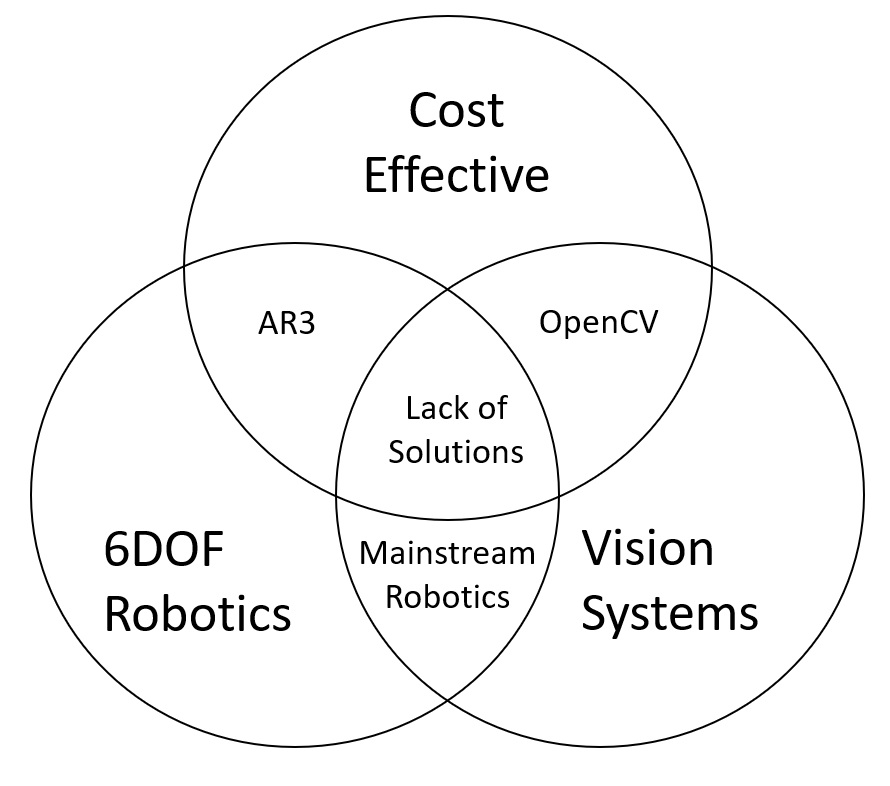 Cost
Effective
AR3
OpenCV
Lack of
Solutions
6DOF
Robotics
Mainstream
Robotics
Vision
Systems